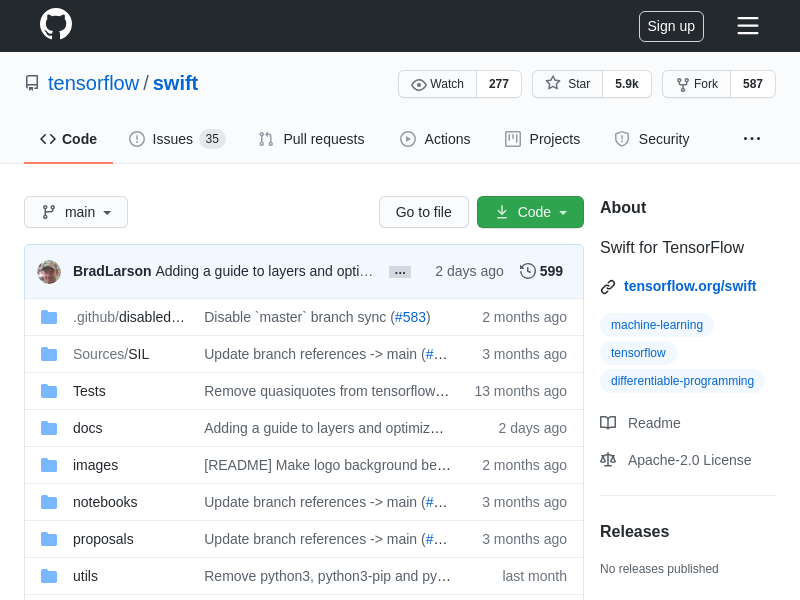 Sign up
tensorflow / swift
Watch 277
Star 5.9k
Fork 587
Code
Issues 35
Pull requests
Actions
Projects
Security
main
Go to file
Code
BradLarson Adding a guide to layers and opti… … 2 days ago 599
.github/disabled… Disable `master` branch sync (#583) 2 months ago
Sources/SIL Update branch references -> main (#… 3 months ago
Tests Remove quasiquotes from tensorflow… 13 months ago
docs Adding a guide to layers and optimiz… 2 days ago
images [README] Make logo background be… 2 months ago
notebooks Update branch references -> main (#… 3 months ago
proposals Update branch references -> main (#… 3 months ago
utils Remove python3, python3-pip and py… last month
About
Swift for TensorFlow
tensorflow.org/swift
machine-learning
tensorflow
differentiable-programming
Readme
Apache-2.0 License
Releases
No releases published